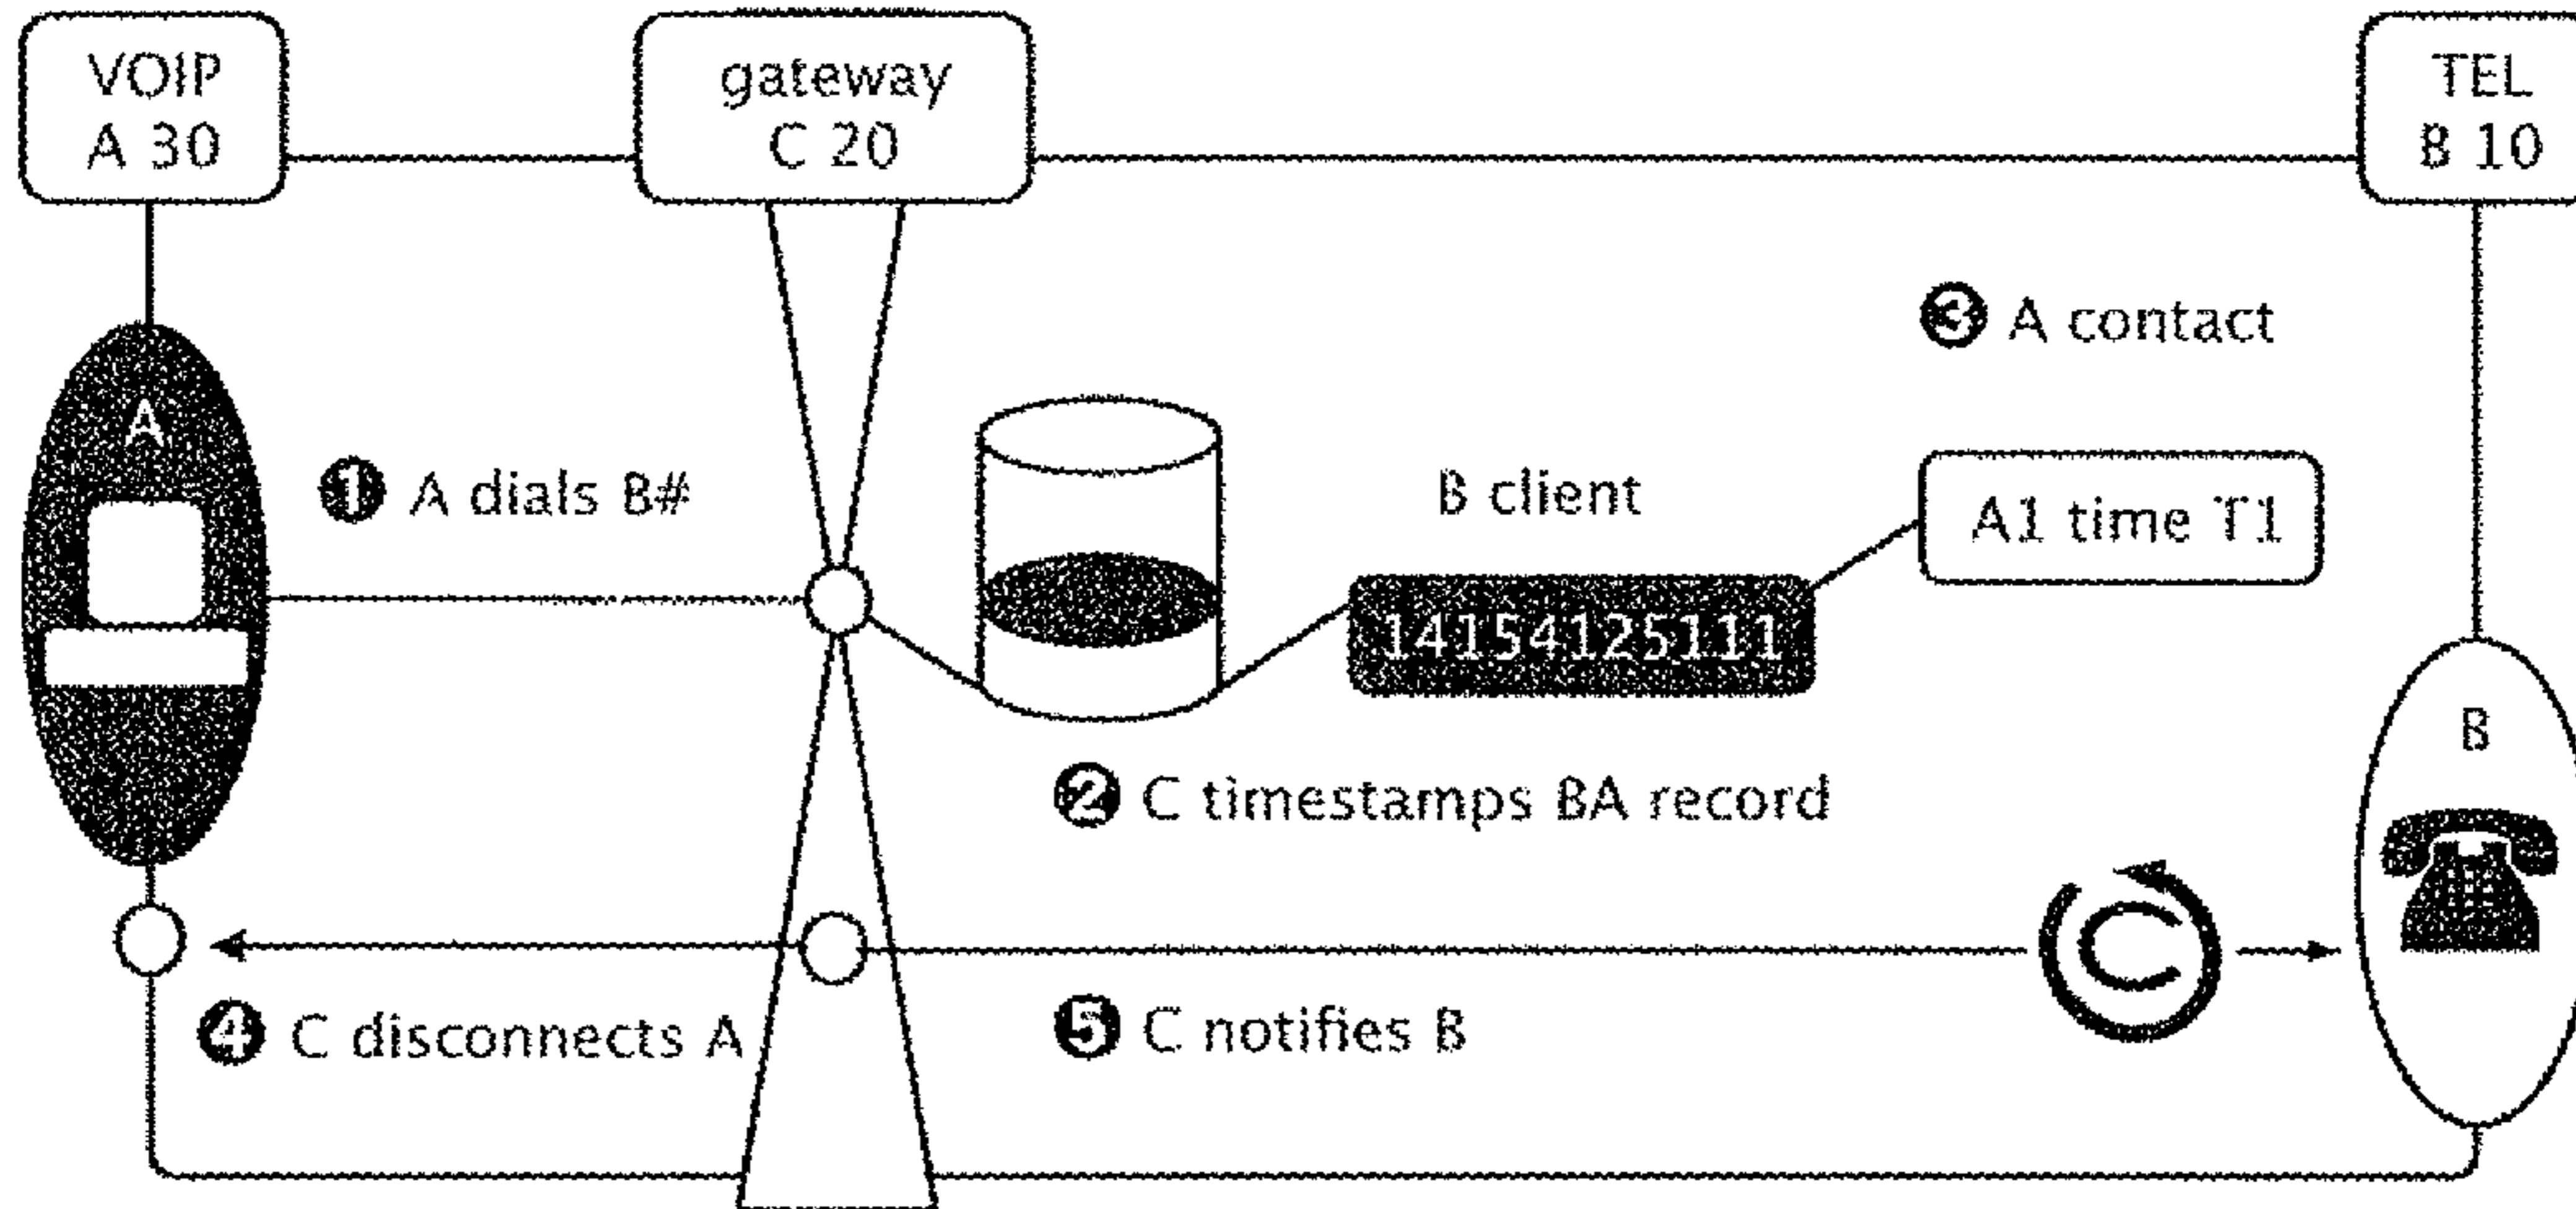 VOIP
A 30
gateway
C 20
TEL
B 10
3 A contact
A
1 A dials B#
B client
A1 time T1
14154125111
B
2 C timestamps BA record
C
4 C disconnects A
5 C notifies B